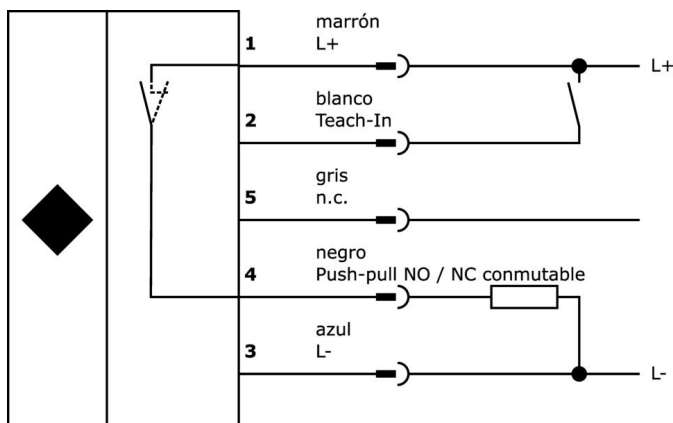 marrón
1 L+
L+
blanco
2 Teach-In
gris
5 n.c.
negro
4 Push-pull NO / NC conmutable
azul
3 L-
L-